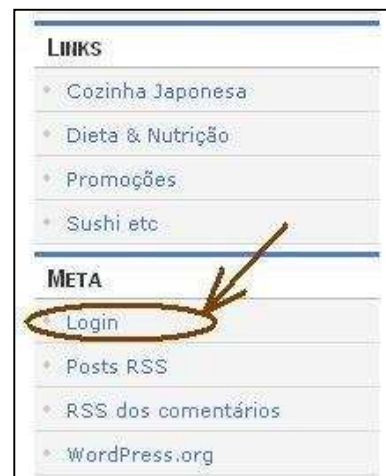 LINKS
Cozinha Japonesa
Dieta & Nutrição
Promoções
Sushi etc
META
Login
Posts RSS
RSS dos comentários
WordPress.org